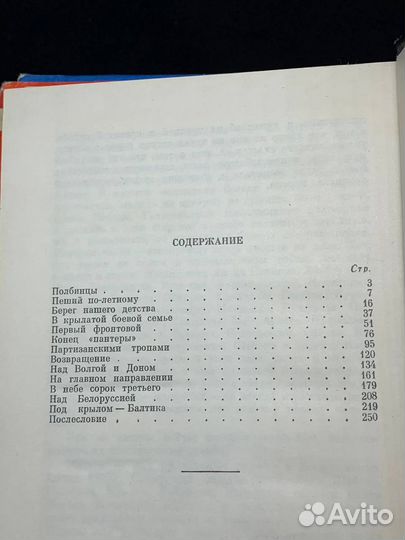 СОДЕРЖАНИЕ
Стр.
Полбинцы . . . . . . . . . . 3
Пеший по-летному . . . . . . . . . . 7
Берег нашего детства . . . . . . . . . . 16
В крылатой боевой семье . . . . . . . . . . 37
Первый фронтовой . . . . . . . . . . 51
Конец «пантеры» . . . . . . . . . . 76
Партизанскими тропами . . . . . . . . . . 95
Возвращение . . . . . . . . . . 120
Над Волгой и Доном . . . . . . . . . . 134
На главном направлении . . . . . . . . . . 161
В небе сорок третьего . . . . . . . . . . 179
Над Белоруссией . . . . . . . . . . 208
Под крылом — Балтика . . . . . . . . . . 219
Послесловие . . . . . . . . . . 250
Avito